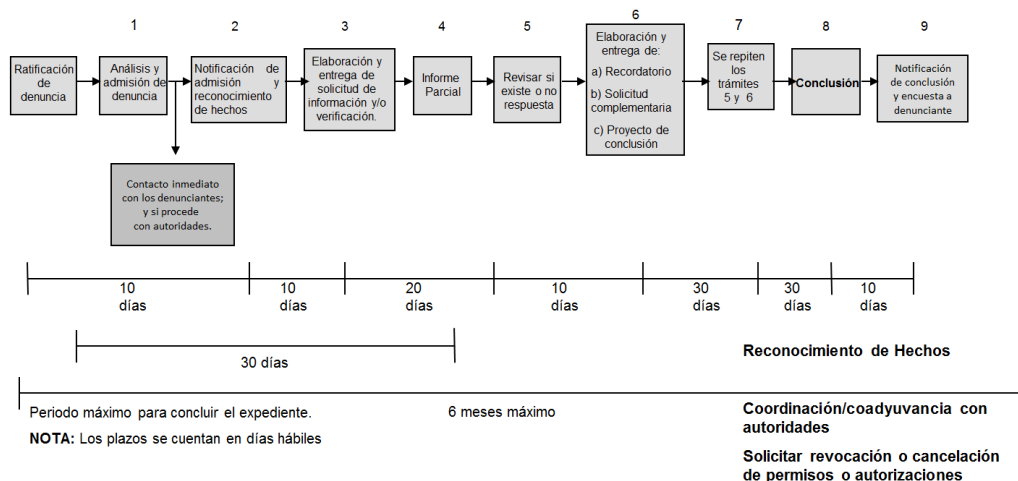 1
2
3
4
5
6
7
8
9
Ratificación
de
denuncia
Análisis y
admisión de
denuncia
Notificación de
admisión y
reconocimiento
de hechos
Elaboración y
entrega de
solicitud de
información y/o
verificación.
Informe
Parcial
Revisar si
existe o no
respuesta
Elaboración y
entrega de:
a) Recordatorio
b) Solicitud
complementaria
c) Proyecto de
conclusión
Se repiten
los
trámites
5 y 6
Conclusión
Notificación
de conclusión
y encuesta a
denunciante
Contacto inmediato
con los denunciantes;
y si procede
con autoridades.
10
días
10
días
20
días
10
días
30
días
30
días
10
días
30 días
Reconocimiento de Hechos
Periodo máximo para concluir el expediente.
6 meses máximo
NOTA: Los plazos se cuentan en días hábiles
Coordinación/coadyuvancia con
autoridades
Solicitar revocación o cancelación
de permisos o autorizaciones